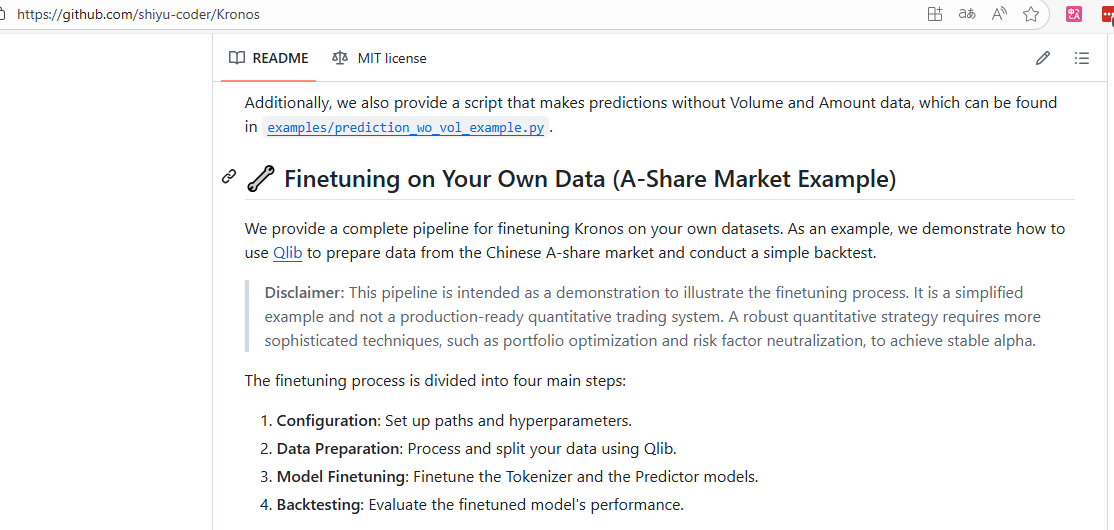 https://github.com/shiyu-coder/Kronos
README MIT license
Additionally, we also provide a script that makes predictions without Volume and Amount data, which can be found
in examples/prediction_wo_vol_example.py.
Finetuning on Your Own Data (A-Share Market Example)
We provide a complete pipeline for finetuning Kronos on your own datasets. As an example, we demonstrate how to
use Qlib to prepare data from the Chinese A-share market and conduct a simple backtest.
Disclaimer: This pipeline is intended as a demonstration to illustrate the finetuning process. It is a simplified
example and not a production-ready quantitative trading system. A robust quantitative strategy requires more
sophisticated techniques, such as portfolio optimization and risk factor neutralization, to achieve stable alpha.
The finetuning process is divided into four main steps:
1. Configuration: Set up paths and hyperparameters.
2. Data Preparation: Process and split your data using Qlib.
3. Model Finetuning: Finetune the Tokenizer and the Predictor models.
4. Backtesting: Evaluate the finetuned model's performance.